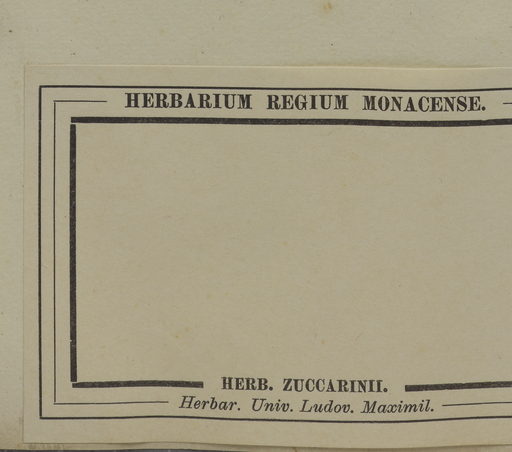 HERBARIUM REGIUM MONACENSE.
HERB. ZUCCARINII.
Herbar. Univ. Ludov. Maximil.